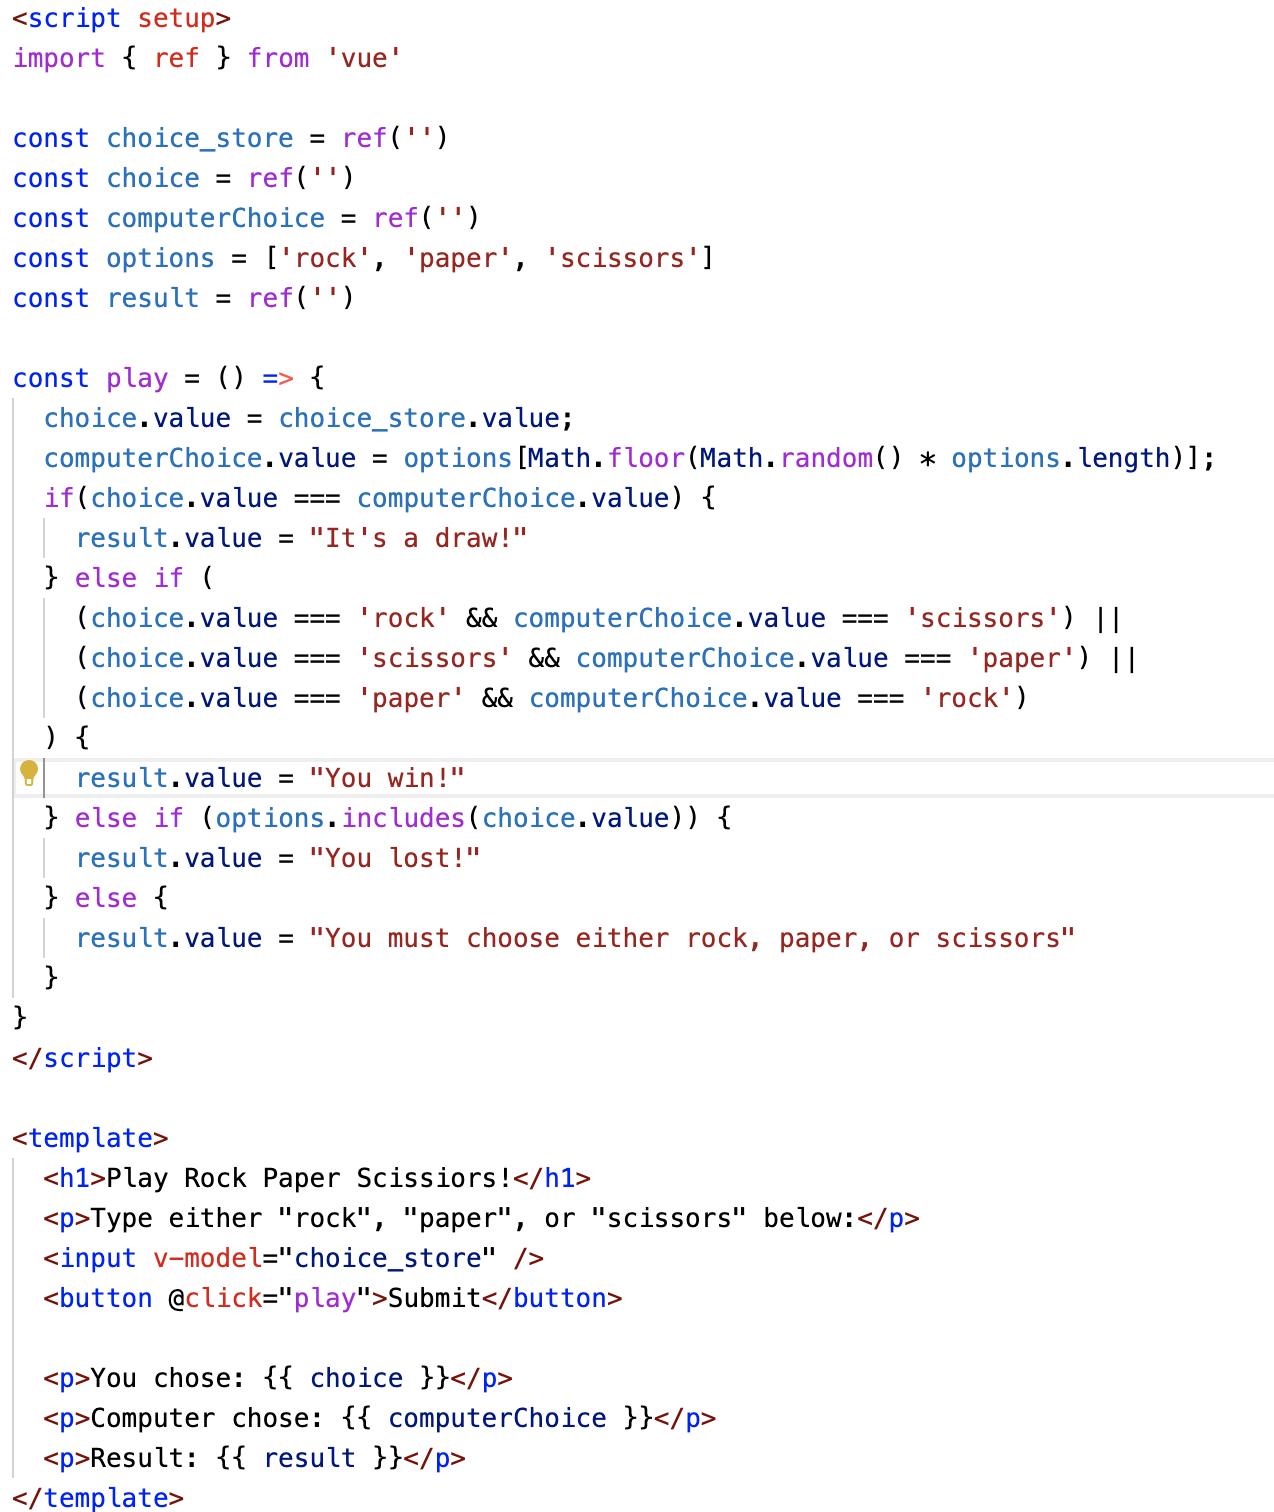 <script setup>
import { ref } from 'vue'

const choice_store = ref('')
const choice = ref('')
const computerChoice = ref('')
const options = ['rock', 'paper', 'scissors']
const result = ref('')

const play = () => {
  choice.value = choice_store.value;
  computerChoice.value = options[Math.floor(Math.random() * options.length)];
  if(choice.value === computerChoice.value) {
    result.value = "It's a draw!"
  } else if (
    (choice.value === 'rock' && computerChoice.value === 'scissors') ||
    (choice.value === 'scissors' && computerChoice.value === 'paper') ||
    (choice.value === 'paper' && computerChoice.value === 'rock')
  ) {
    result.value = "You win!"
  } else if (options.includes(choice.value)) {
    result.value = "You lost!"
  } else {
    result.value = "You must choose either rock, paper, or scissors"
  }
}
</script>

<template>
  <h1>Play Rock Paper Scissiors!</h1>
  <p>Type either "rock", "paper", or "scissors" below:</p>
  <input v-model="choice_store" />
  <button @click="play">Submit</button>

  <p>You chose: {{ choice }}</p>
  <p>Computer chose: {{ computerChoice }}</p>
  <p>Result: {{ result }}</p>
</template>